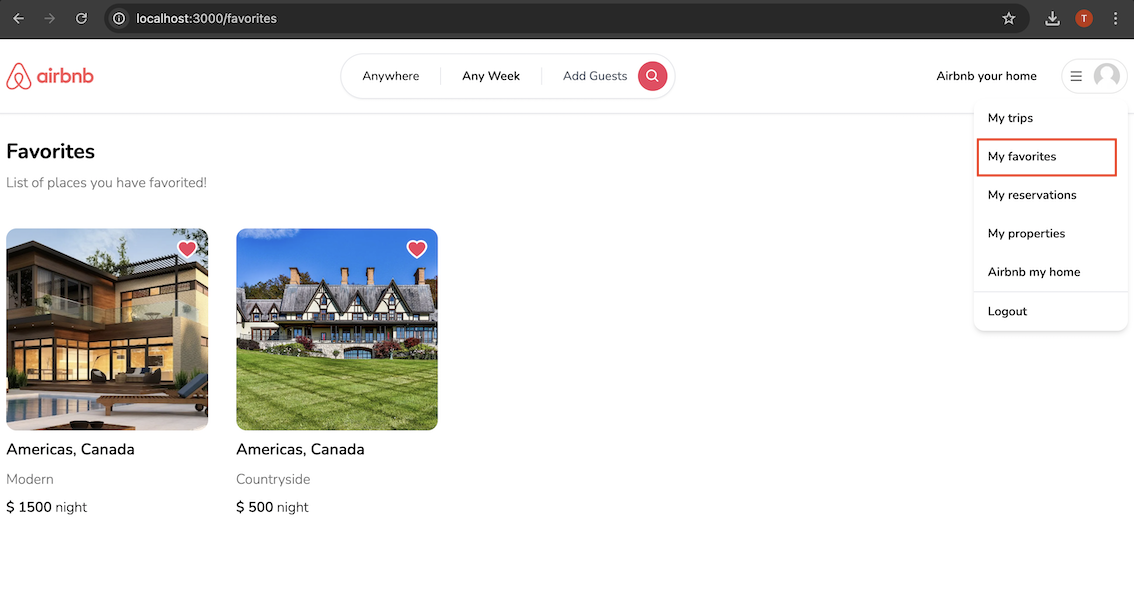 localhost:3000/favorites
T
airbnb
Anywhere
Any Week
Add Guests
Airbnb your home
My trips
My favorites
My reservations
My properties
Airbnb my home
Logout
Favorites
List of places you have favorited!
Americas, Canada
Modern
$ 1500 night
Americas, Canada
Countryside
$ 500 night